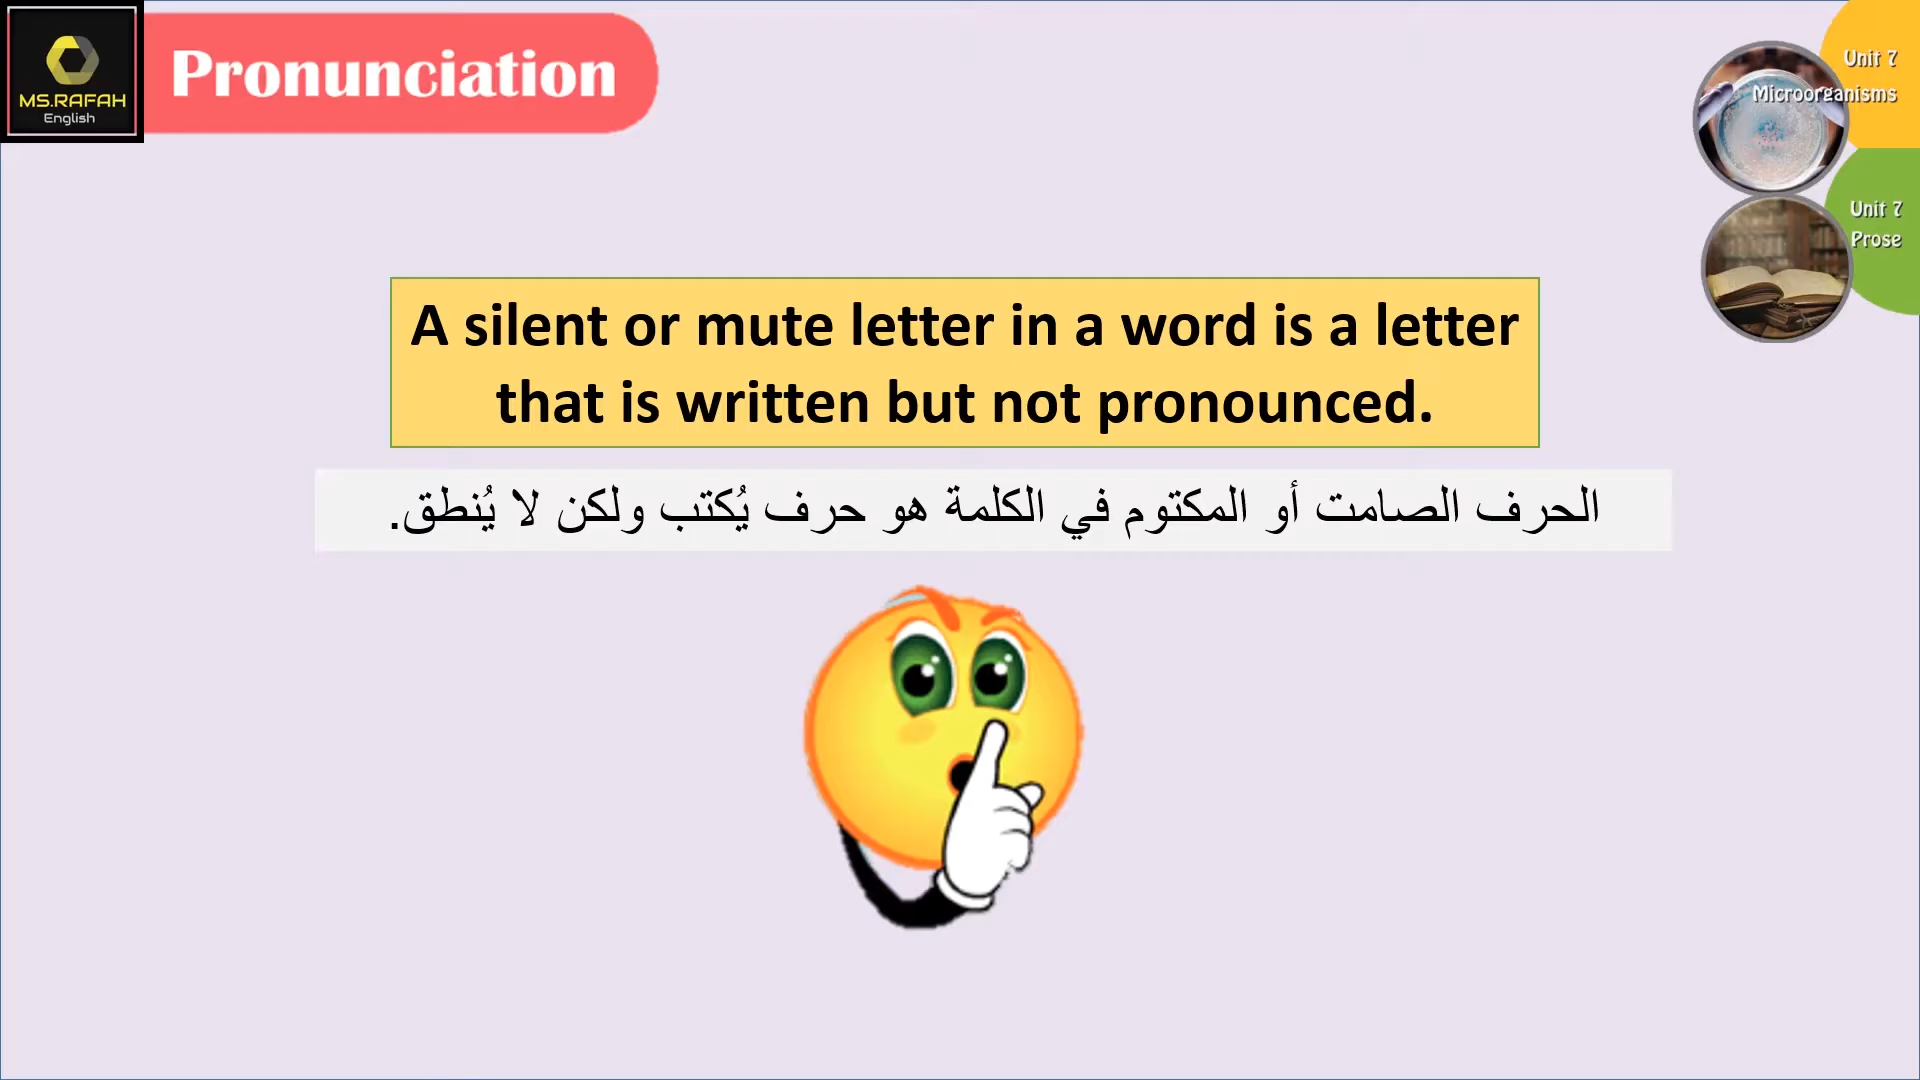 MS.RAFAH
English
Pronunciation
Unit 7
Microorganisms
Unit 7
Prose
A silent or mute letter in a word is a letter
that is written but not pronounced.
الحرف الصامت أو المكتوم في الكلمة هو حرف يُكتب ولكن لا يُنطق.